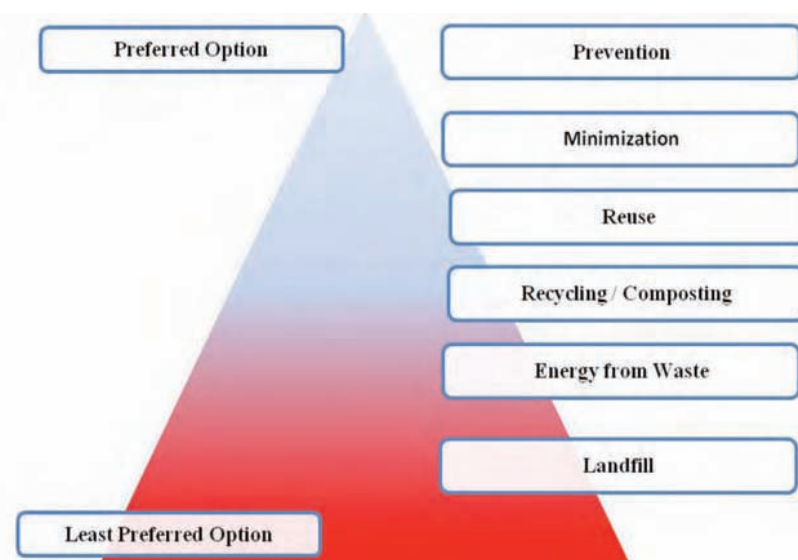 Preferred Option
Prevention
Minimization
Reuse
Recycling / Composting
Energy from Waste
Landfill
Least Preferred Option